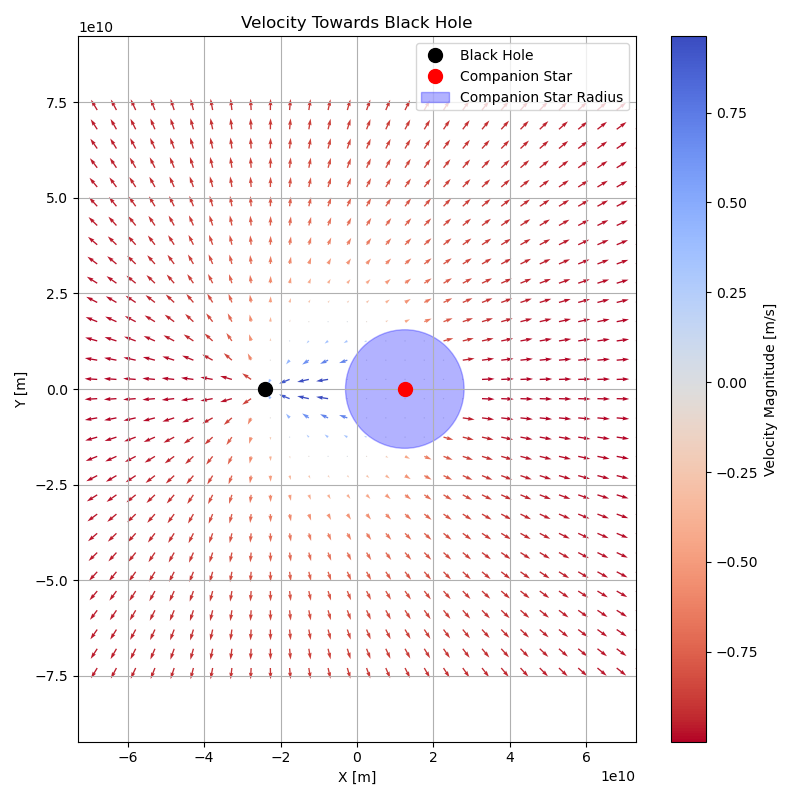 Velocity Towards Black Hole
1e10
Black Hole
Companion Star
Companion Star Radius
7.5
5.0
2.5
0.0
−2.5
−5.0
−7.5
Y [m]
−6
−4
−2
0
2
4
6
1e10
X [m]
0.75
0.50
0.25
0.00
−0.25
−0.50
−0.75
Velocity Magnitude [m/s]